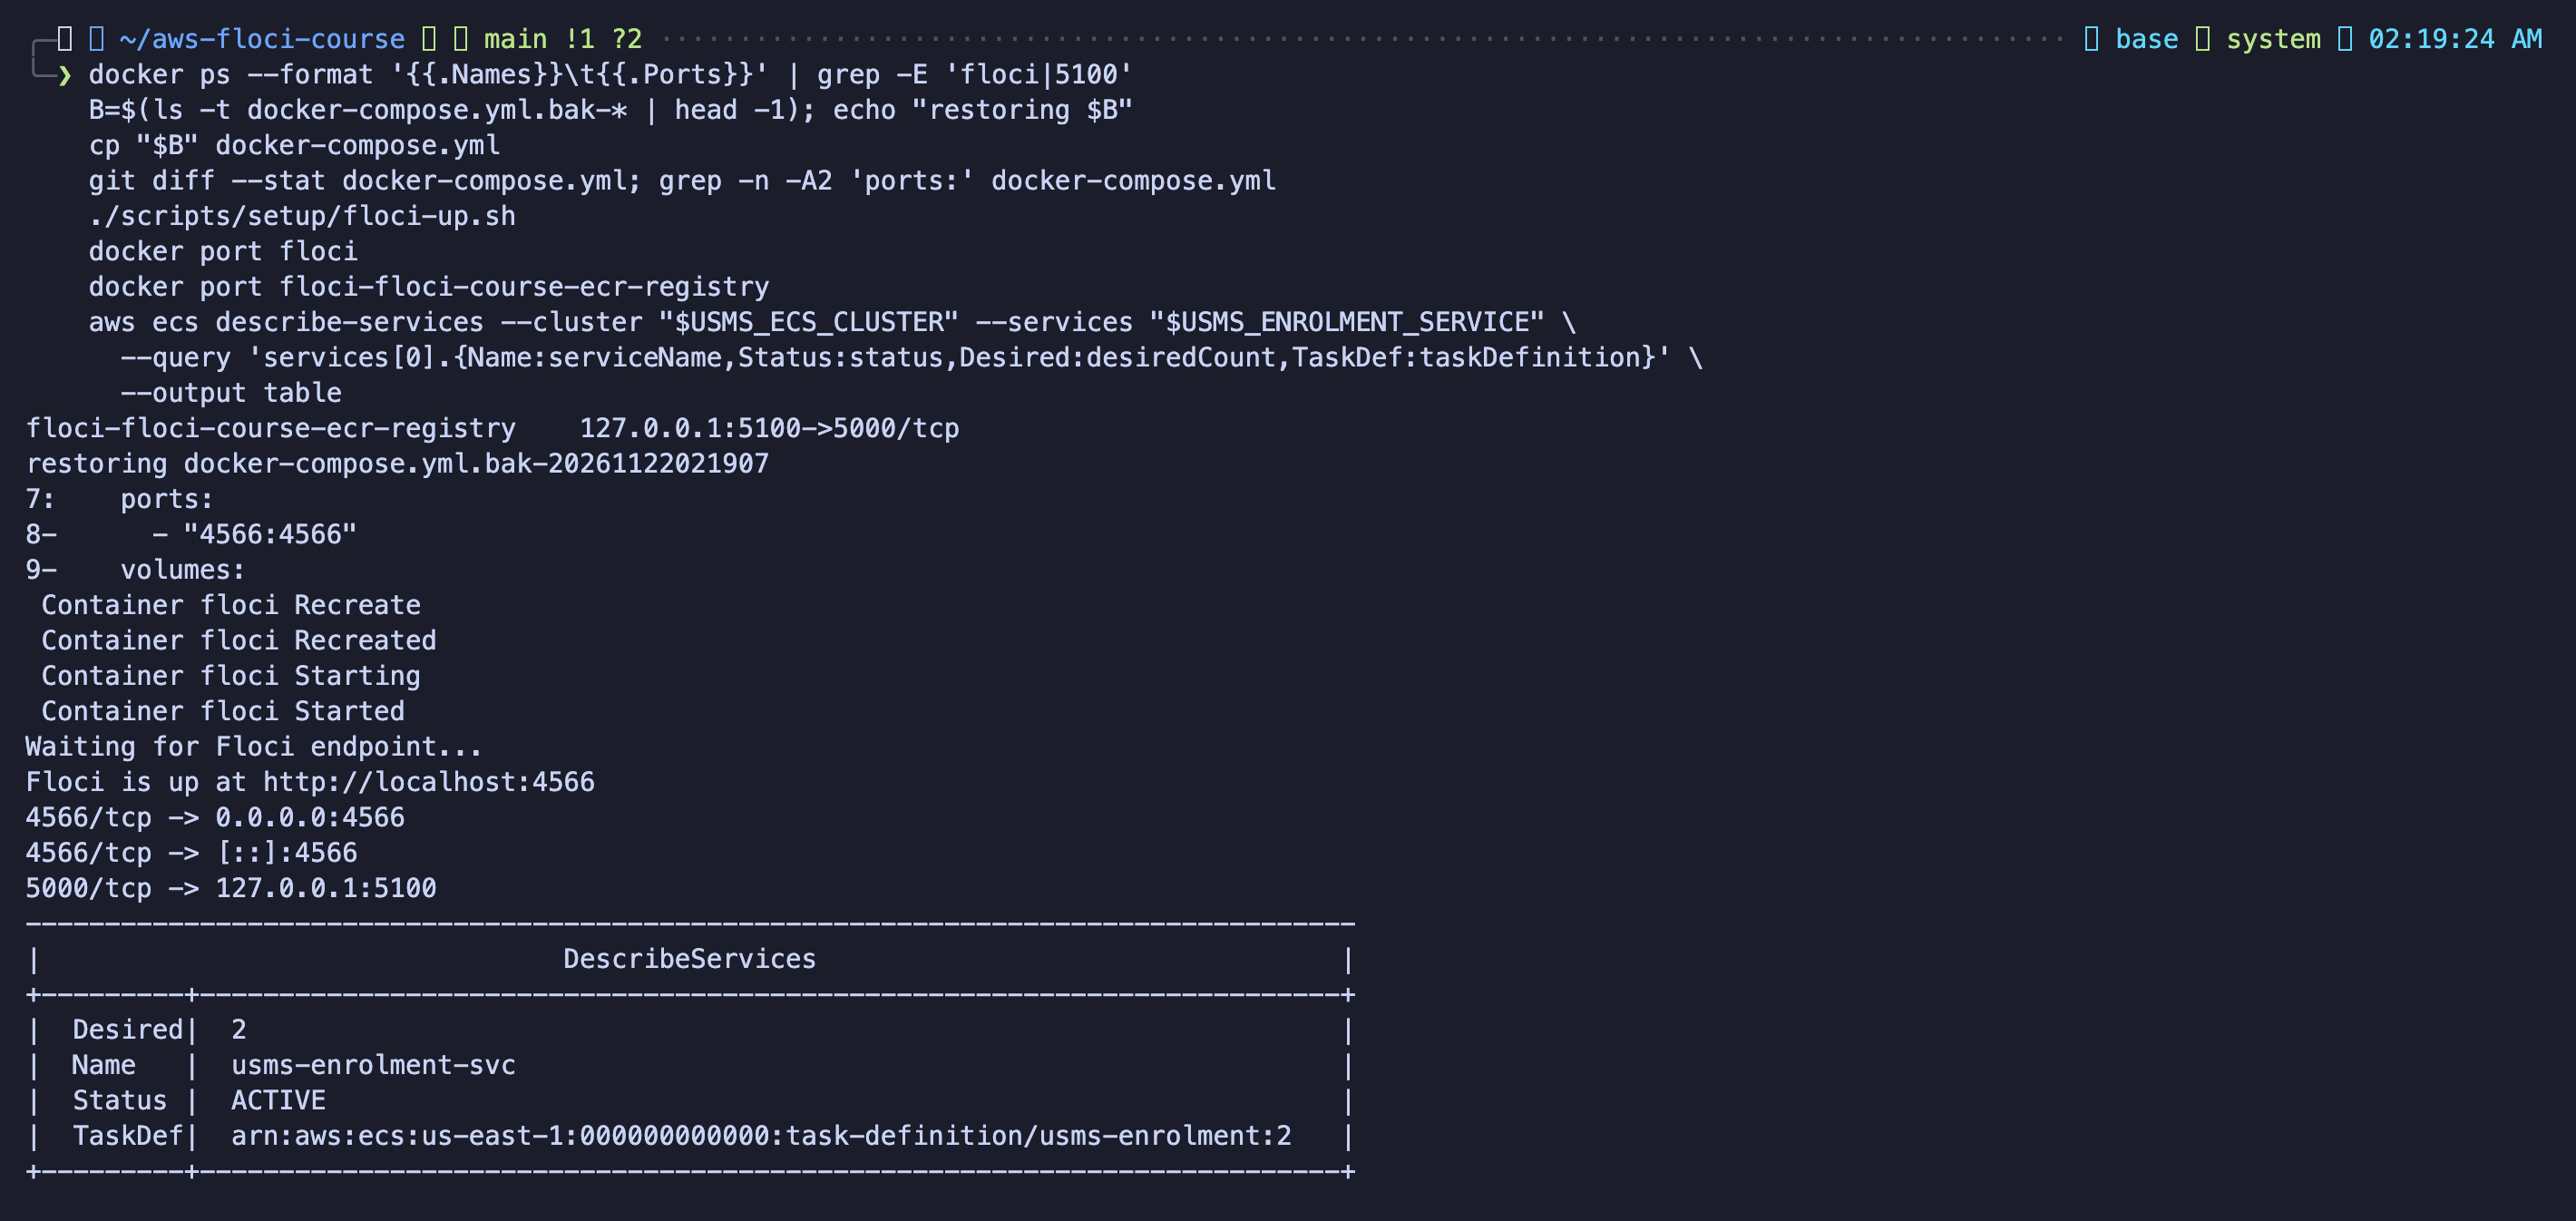 ~/aws-floci-course main !1 ?2 base system 02:19:24 AM
❯ docker ps --format '{{.Names}}\t{{.Ports}}' | grep -E 'floci|5100'
B=$(ls -t docker-compose.yml.bak-* | head -1); echo "restoring $B"
cp "$B" docker-compose.yml
git diff --stat docker-compose.yml; grep -n -A2 'ports:' docker-compose.yml
./scripts/setup/floci-up.sh
docker port floci
docker port floci-floci-course-ecr-registry
aws ecs describe-services --cluster "$USMS_ECS_CLUSTER" --services "$USMS_ENROLMENT_SERVICE" \
--query 'services[0].{Name:serviceName,Status:status,Desired:desiredCount,TaskDef:taskDefinition}' \
--output table
floci-floci-course-ecr-registry    127.0.0.1:5100->5000/tcp
restoring docker-compose.yml.bak-20261122021907
7:    ports:
8-      - "4566:4566"
9-    volumes:
Container floci Recreate
Container floci Recreated
Container floci Starting
Container floci Started
Waiting for Floci endpoint...
Floci is up at http://localhost:4566
4566/tcp -> 0.0.0.0:4566
4566/tcp -> [::]:4566
5000/tcp -> 127.0.0.1:5100
------------------------------------------------------------------------------------
|                                 DescribeServices                                 |
+---------+------------------------------------------------------------------------+
|  Desired|  2                                                                     |
|  Name   |  usms-enrolment-svc                                                    |
|  Status |  ACTIVE                                                                |
|  TaskDef|  arn:aws:ecs:us-east-1:000000000000:task-definition/usms-enrolment:2   |
+---------+------------------------------------------------------------------------+